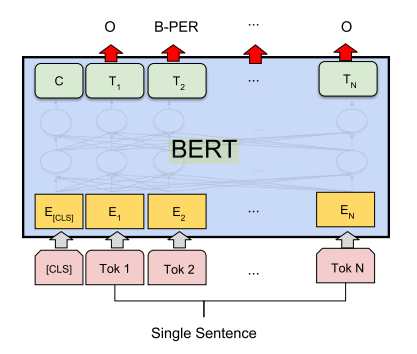 O B-PER ... O
C T1 T2 ... TN
BERT
E[CLS] E1 E2 ... EN
[CLS] Tok 1 Tok 2 ... Tok N
Single Sentence